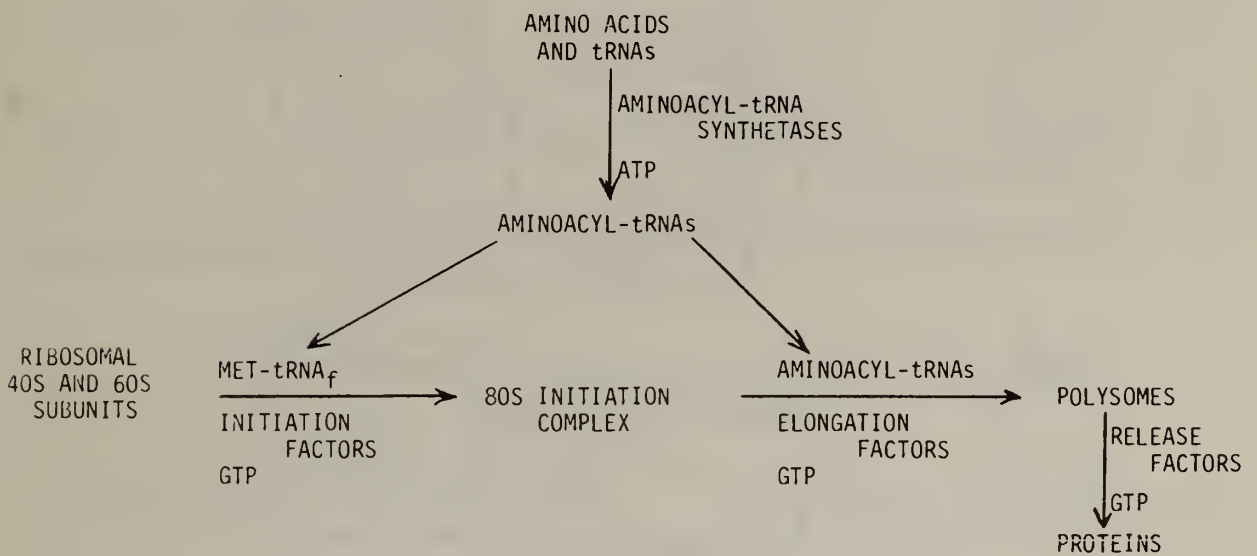 AMINO ACIDS
AND tRNAs
AMINOACYL-tRNA
SYNTHETASES
ATP
AMINOACYL-tRNAs
RIBOSOMAL
40S AND 60S
SUBUNITS
MET-tRNAf
INITIATION
FACTORS
GTP
80S INITIATION
COMPLEX
AMINOACYL-tRNAs
ELONGATION
FACTORS
GTP
POLYSOMES
RELEASE
FACTORS
GTP
PROTEINS